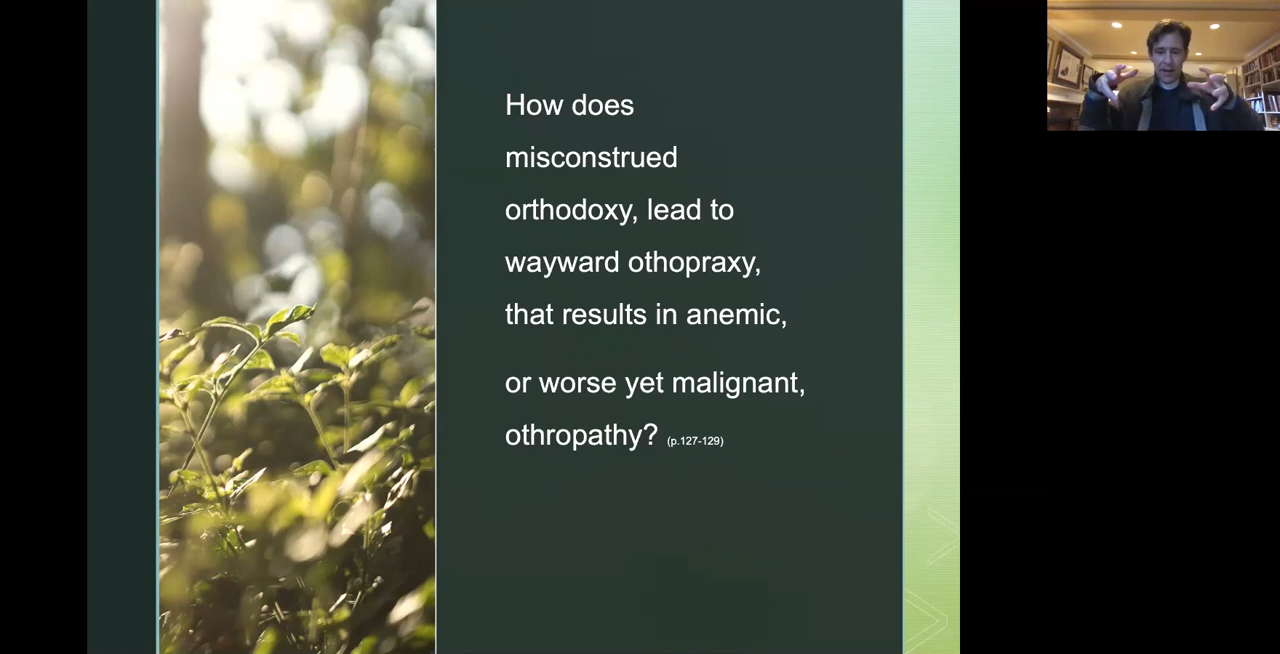 How does
misconstrued
orthodoxy, lead to
wayward othopraxy,
that results in anemic,
or worse yet malignant,
othropathy? (p.127-129)